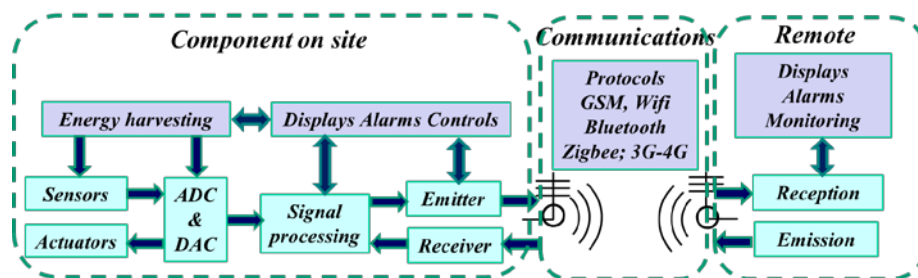 Component on site
Communications
Remote
Protocols
GSM, Wifi
Bluetooth
Zigbee; 3G-4G
Displays
Alarms
Monitoring
Energy harvesting
Displays Alarms Controls
Sensors
ADC
&
DAC
Actuators
Signal
processing
Emitter
Receiver
Reception
Emission